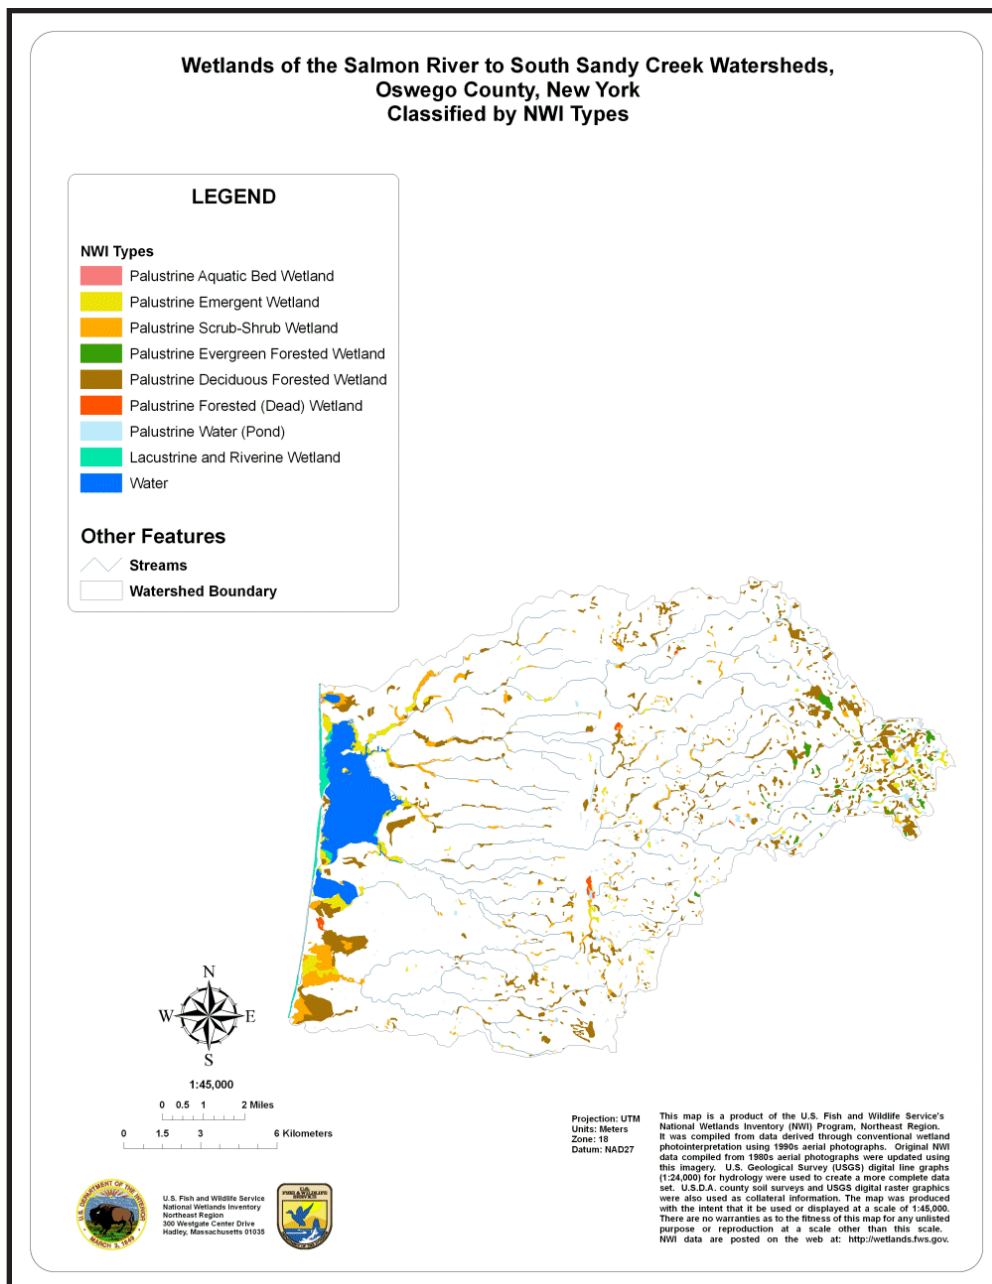 Wetlands of the Salmon River to South Sandy Creek Watersheds,
Oswego County, New York
Classified by NWI Types
LEGEND
NWI Types
Palustrine Aquatic Bed Wetland
Palustrine Emergent Wetland
Palustrine Scrub-Shrub Wetland
Palustrine Evergreen Forested Wetland
Palustrine Deciduous Forested Wetland
Palustrine Forested (Dead) Wetland
Palustrine Water (Pond)
Lacustrine and Riverine Wetland
Water
Other Features
Streams
Watershed Boundary
N
W E
S
1:45,000
0 0.5 1 2 Miles
0 1.5 3 6 Kilometers
Projection: UTM
Units: Meters
Zone: 18
Datum: NAD27
This map is a product of the U.S. Fish and Wildlife Service's
National Wetlands Inventory (NWI) Program, Northeast Region.
It was compiled from data derived through conventional wetland
photointerpretation using 1990s aerial photographs. Original NWI
data compiled from 1980s aerial photographs were updated using
this imagery. U.S. Geological Survey (USGS) digital line graphs
(1:24,000) for hydrology were used to create a more complete data
set. U.S.D.A. county soil surveys and USGS digital raster graphics
were also used as collateral information. The map was produced
with the intent that it be used or displayed at a scale of 1:45,000.
There are no warranties as to the fitness of this map for any unlisted
purpose or reproduction at a scale other than this scale.
NWI data are posted on the web at: http://wetlands.fws.gov.
U.S. DEPARTMENT OF THE INTERIOR
MARCH 3, 1849
U.S. Fish and Wildlife Service
National Wetlands Inventory
Northeast Region
300 Westgate Center Drive
Hadley, Massachusetts 01035
U.S.
FISH & WILDLIFE
SERVICE